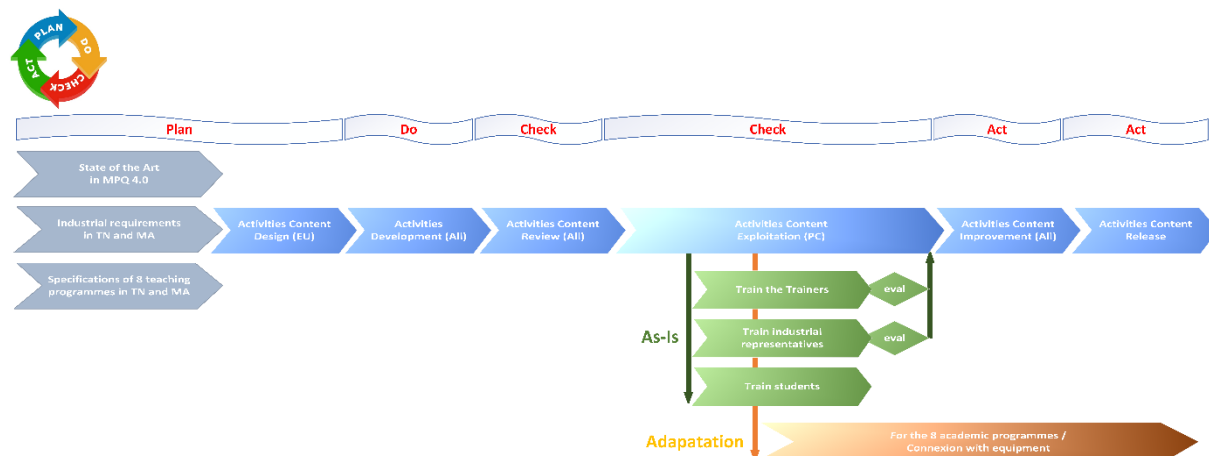 PLAN
DO
CHECK
ACT
Plan
Do
Check
Check
Act
Act
State of the Art
in MPQ 4.0
Industrial requirements
in TN and MA
Specifications of 8 teaching
programmes in TN and MA
Activities Content
Design (EU)
Activities
Development (All)
Activities Content
Review (All)
Activities Content
Exploitation (PC)
Activities Content
Improvement (All)
Activities Content
Release
As-Is
Train the Trainers
eval
Train industrial
representatives
eval
Train students
Adapatation
For the 8 academic programmes /
Connexion with equipment